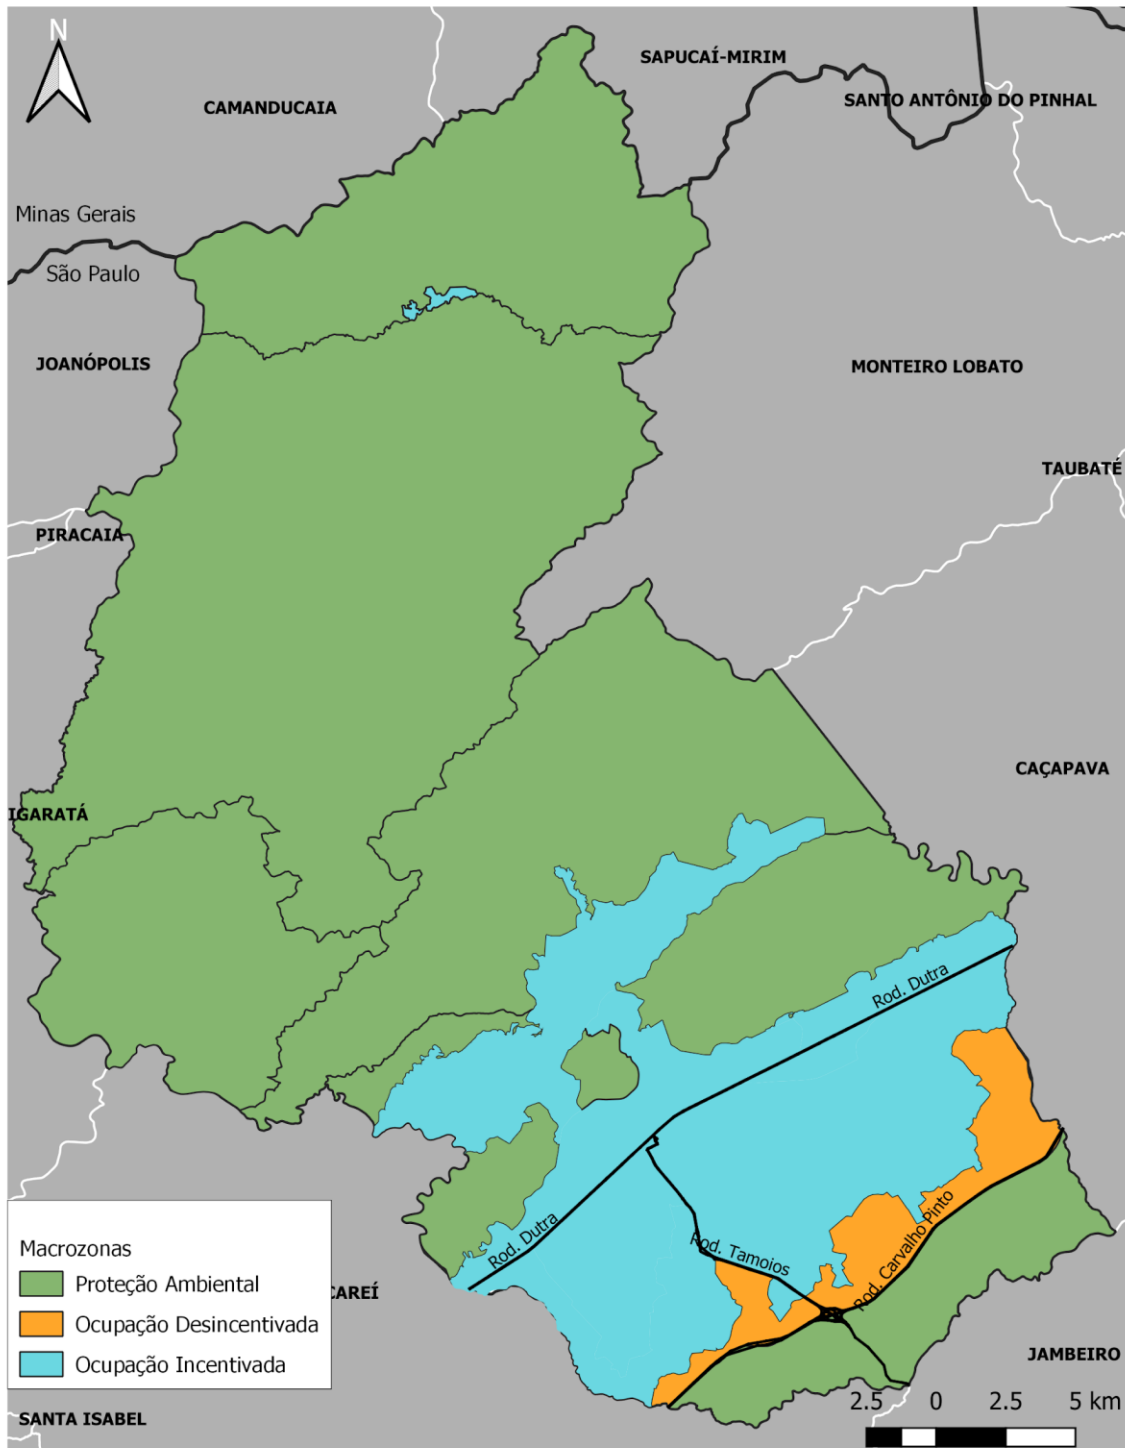 N
SAPUCAÍ-MIRIM
CAMANDUCAIA
SANTO ANTÔNIO DO PINHAL
Minas Gerais
São Paulo
JOANÓPOLIS
MONTEIRO LOBATO
TAUBATÉ
PIRACAIA
CAÇAPAVA
IGARATÁ
Rod. Dutra
Rod. Dutra
Rod. Tamoios
Rod. Carvalho Pinto
Macrozonas
Proteção Ambiental
Ocupação Desincentivada
Ocupação Incentivada
CAREÍ
JAMBEIRO
SANTA ISABEL
2.5 0 2.5 5 km